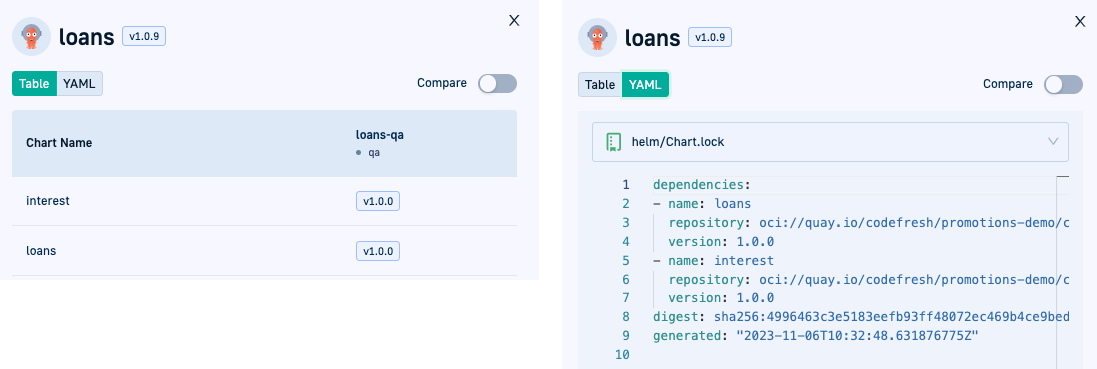 X
loans v1.0.9
Table YAML Compare
Chart Name loans-qa
qa
interest v1.0.0
loans v1.0.0
X
loans v1.0.9
Table YAML Compare
helm/Chart.lock
1 dependencies:
2 - name: loans
3 repository: oci://quay.io/codefresh/promotions-demo/c
4 version: 1.0.0
5 - name: interest
6 repository: oci://quay.io/codefresh/promotions-demo/c
7 version: 1.0.0
8 digest: sha256:4996463c3e5183eefb93ff48072ec469b4ce9bed
9 generated: "2023-11-06T10:32:48.631876775Z"
10